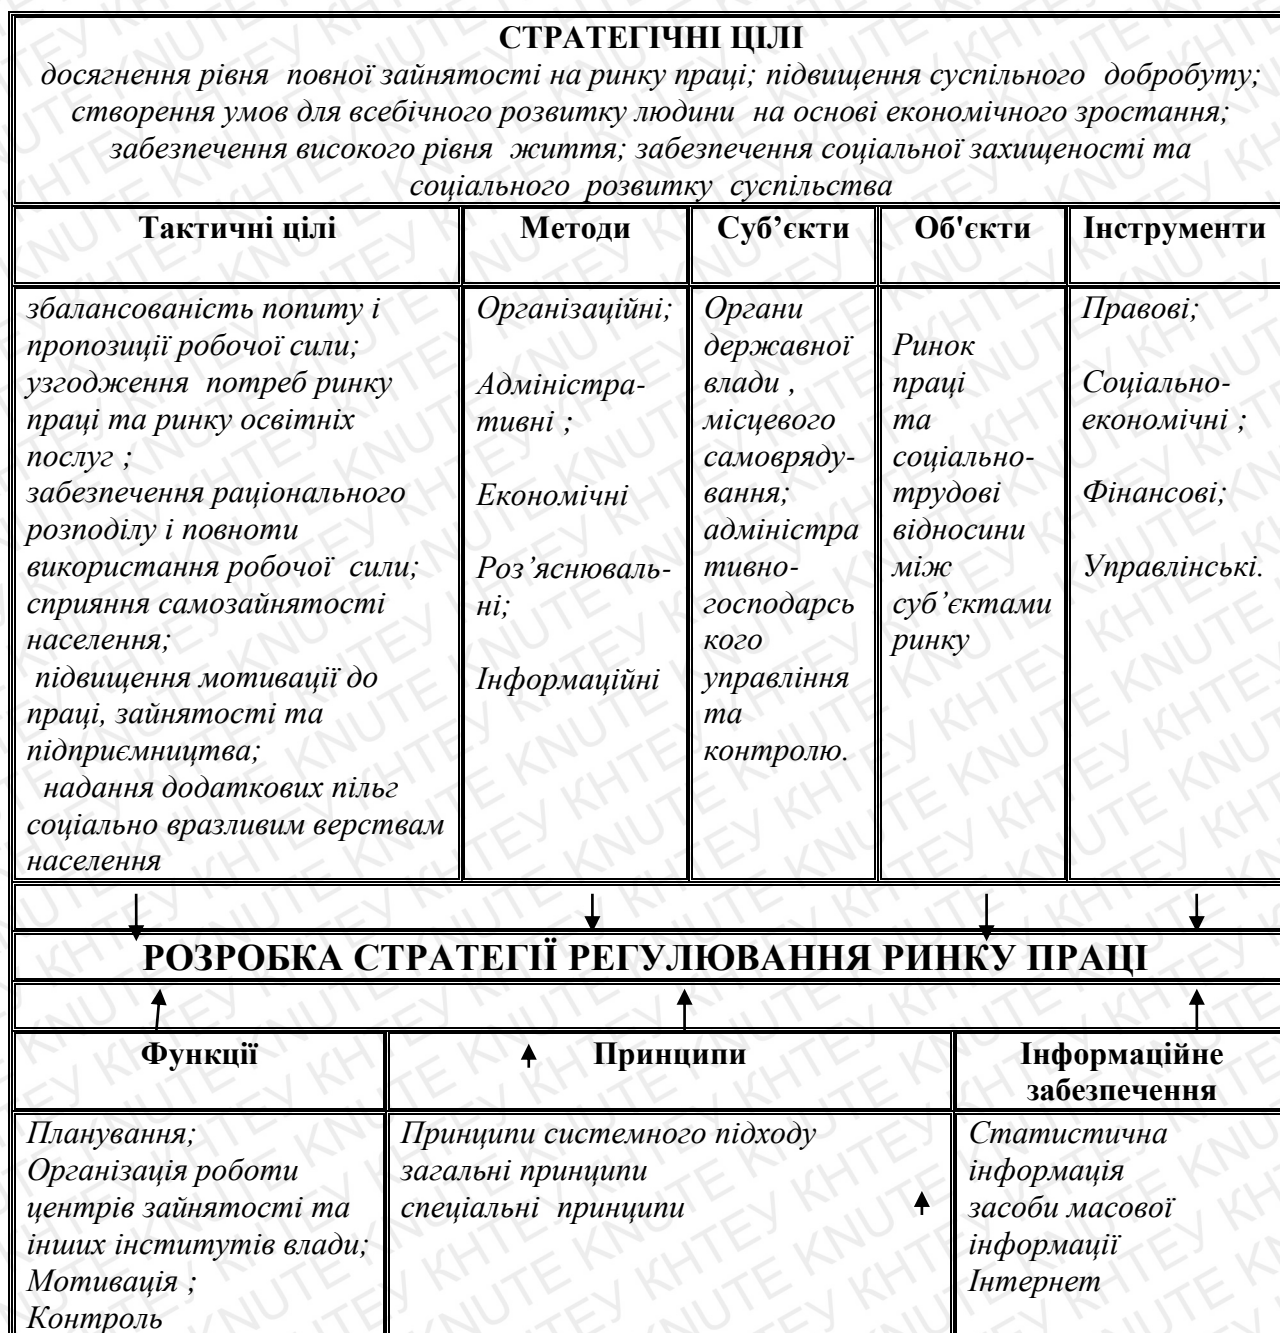 СТРАТЕГІЧНІ ЦІЛІ
досягнення рівня повної зайнятості на ринку праці; підвищення суспільного добробуту;
створення умов для всебічного розвитку людини на основі економічного зростання;
забезпечення високого рівня життя; забезпечення соціальної захищеності та
соціального розвитку суспільства
Тактичні цілі
Методи
Суб’єкти
Об'єкти
Інструменти
збалансованість попиту і
пропозиції робочої сили;
узгодження потреб ринку
праці та ринку освітніх
послуг ;
забезпечення раціонального
розподілу і повноти
використання робочої сили;
сприяння самозайнятості
населення;
підвищення мотивації до
праці, зайнятості та
підприємництва;
надання додаткових пільг
соціально вразливим верствам
населення
Організаційні;
Адміністра-
тивні ;
Економічні
Роз’яснюваль-
ні;
Інформаційні
Органи
державної
влади ,
місцевого
самовряду-
вання;
адміністра
тивно-
господарсь
кого
управління
та
контролю.
Ринок
праці
та
соціально-
трудові
відносини
між
суб’єктами
ринку
Правові;
Соціально-
економічні ;
Фінансові;
Управлінські.
РОЗРОБКА СТРАТЕГІЇ РЕГУЛЮВАННЯ РИНКУ ПРАЦІ
Функції
Принципи
Інформаційне
забезпечення
Планування;
Організація роботи
центрів зайнятості та
інших інститутів влади;
Мотивація ;
Контроль
Принципи системного підходу
загальні принципи
спеціальні принципи
Статистична
інформація
засоби масової
інформації
Інтернет